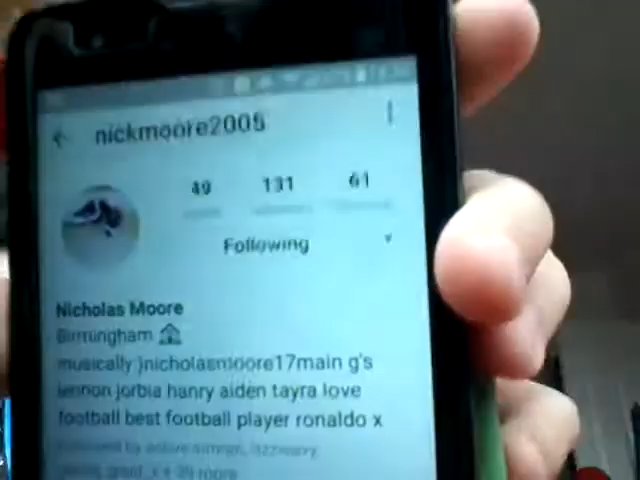 nickmoore2005
49 131 61
Following
Nicholas Moore
Birmingham
musically )nicholasmoore17main g's
lennon jorbia hanry aiden tayra love
football best football player ronaldo x